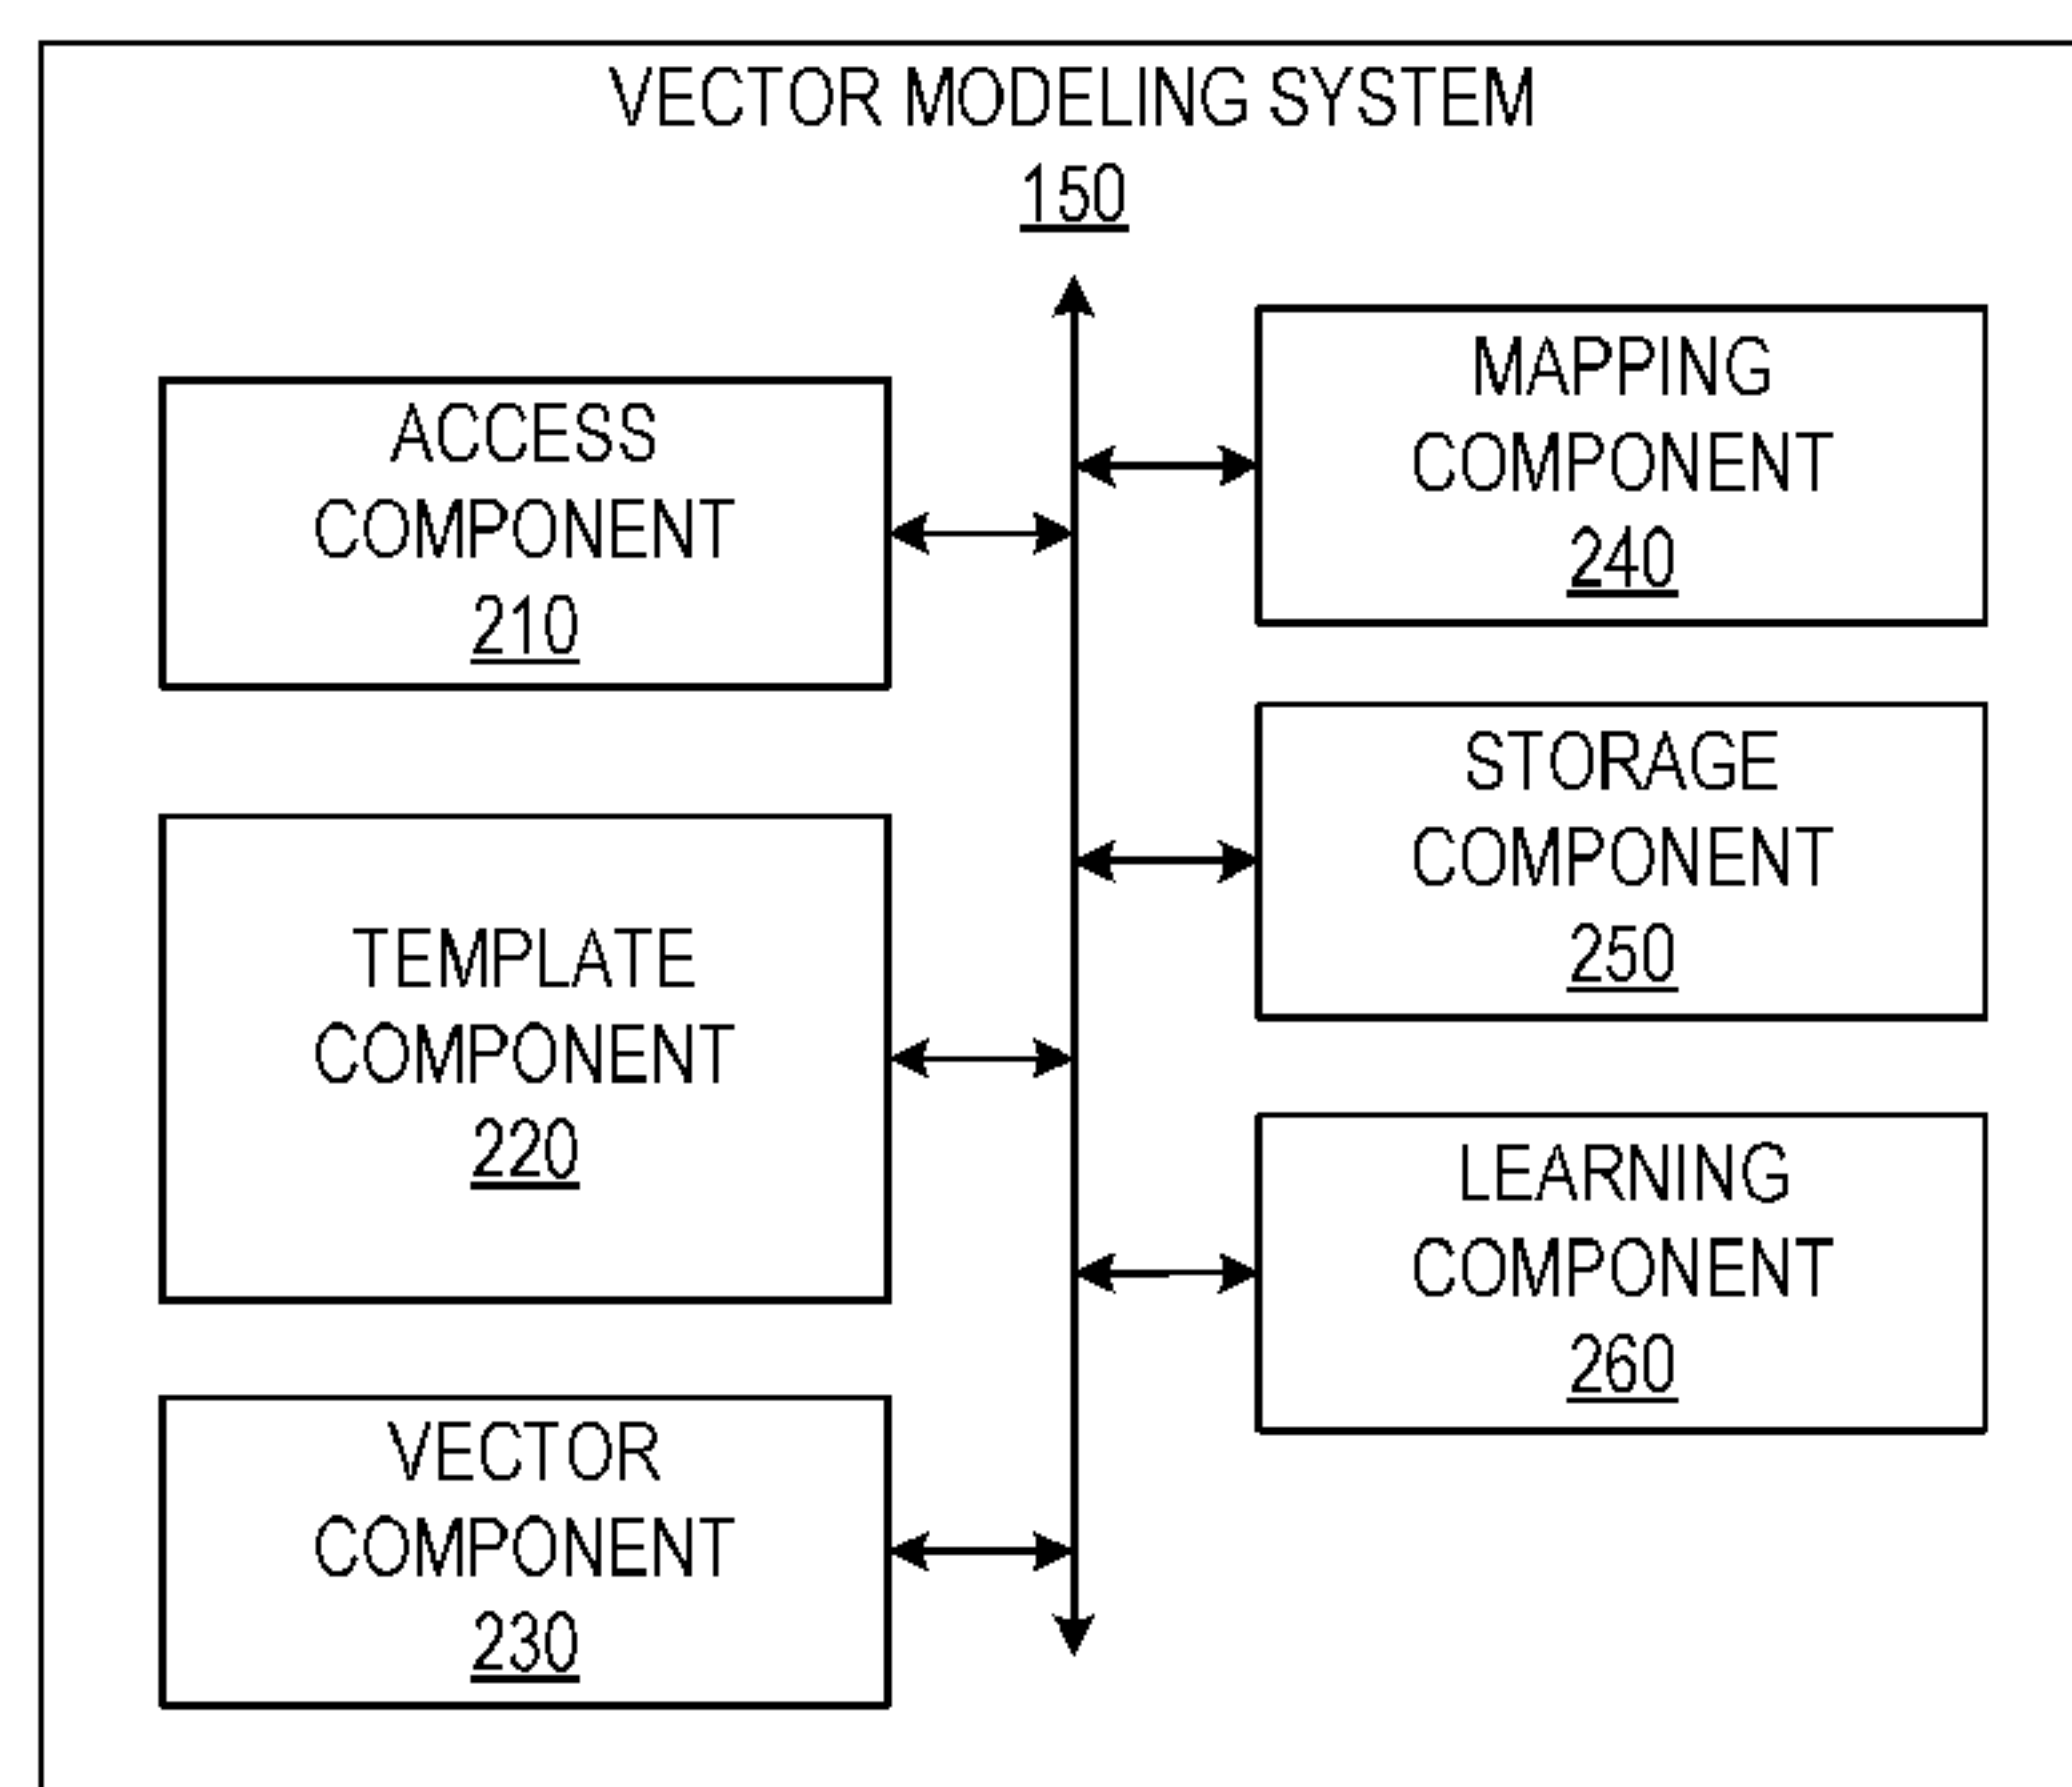 VECTOR MODELING SYSTEM
150
ACCESS
COMPONENT
210
TEMPLATE
COMPONENT
220
VECTOR
COMPONENT
230
MAPPING
COMPONENT
240
STORAGE
COMPONENT
250
LEARNING
COMPONENT
260